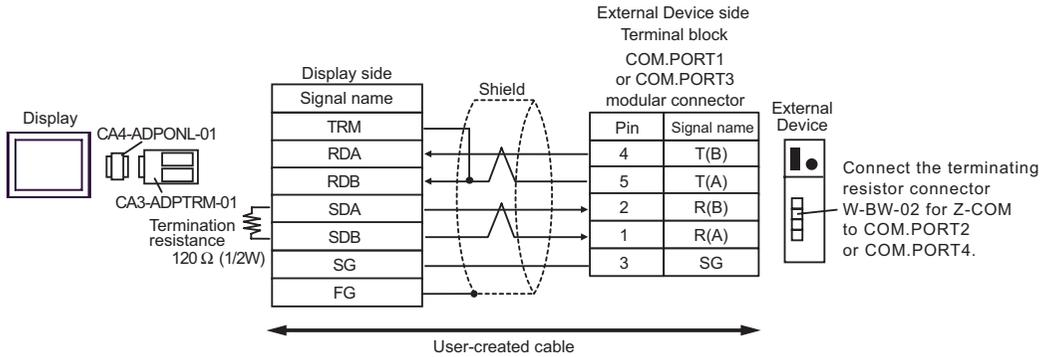 External Device side
Terminal block
COM.PORT1
or COM.PORT3
modular connector
Display side
Signal name
TRM
RDA
RDB
SDA
SDB
SG
FG
Shield
Pin Signal name
4 T(B)
5 T(A)
2 R(B)
1 R(A)
3 SG
Display
CA4-ADPONL-01
CA3-ADPTRM-01
Termination
resistance
120 Ω (1/2W)
External
Device
Connect the terminating
resistor connector
W-BW-02 for Z-COM
to COM.PORT2
or COM.PORT4.
User-created cable